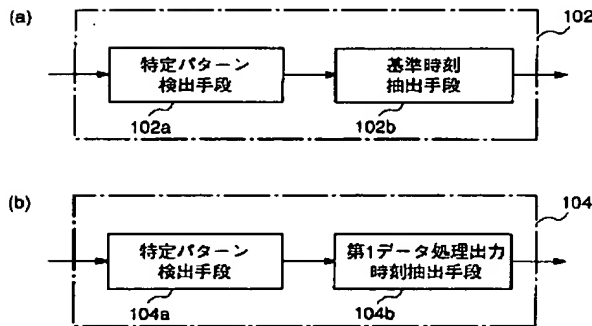 (a)
102
特定パターン
検出手段
基準時刻
抽出手段
102a
102b
(b)
104
特定パターン
検出手段
第1データ処理出力
時刻抽出手段
104a
104b